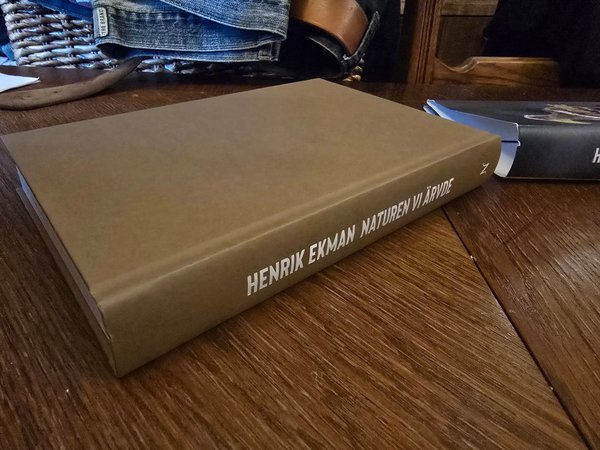 HENRIK EKMAN NATUREN VI ÄRVDE
H